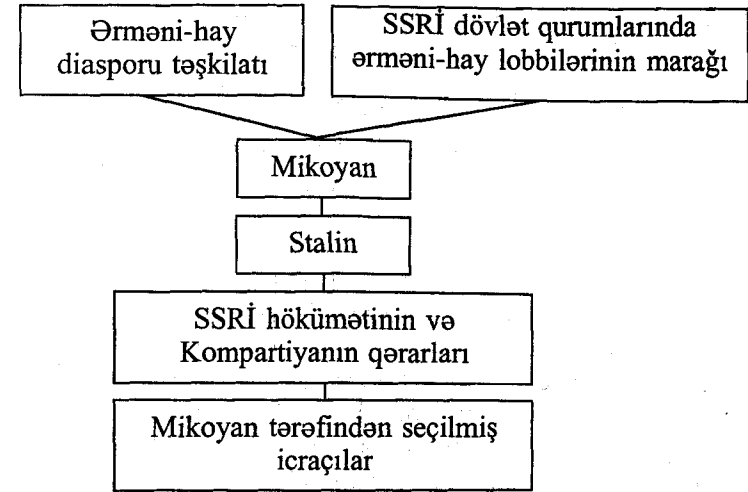 Ərməni-hay
diasporu təşkilatı
SSRİ dövlət qurumlarında
ərməni-hay lobbilərinin marağı
Mikoyan
Stalin
SSRİ hökümətinin və
Kompartiyanın qərarları
Mikoyan tərəfindən seçilmiş
icraçılar